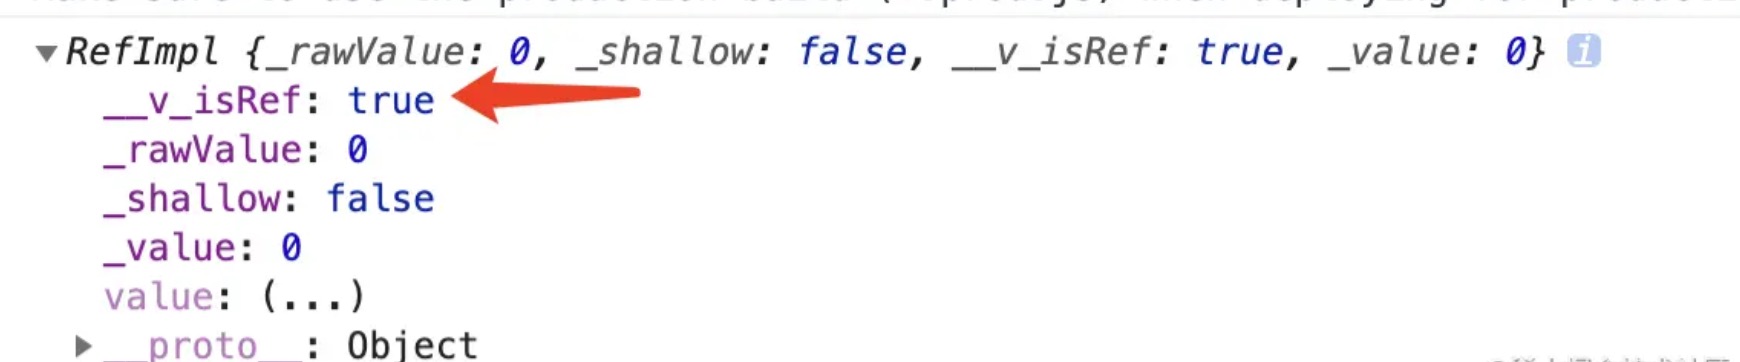 ▼RefImpl {_rawValue: 0, _shallow: false, __v_isRef: true, _value: 0} i
__v_isRef: true
_rawValue: 0
_shallow: false
_value: 0
value: (...)
▶__proto__: Object